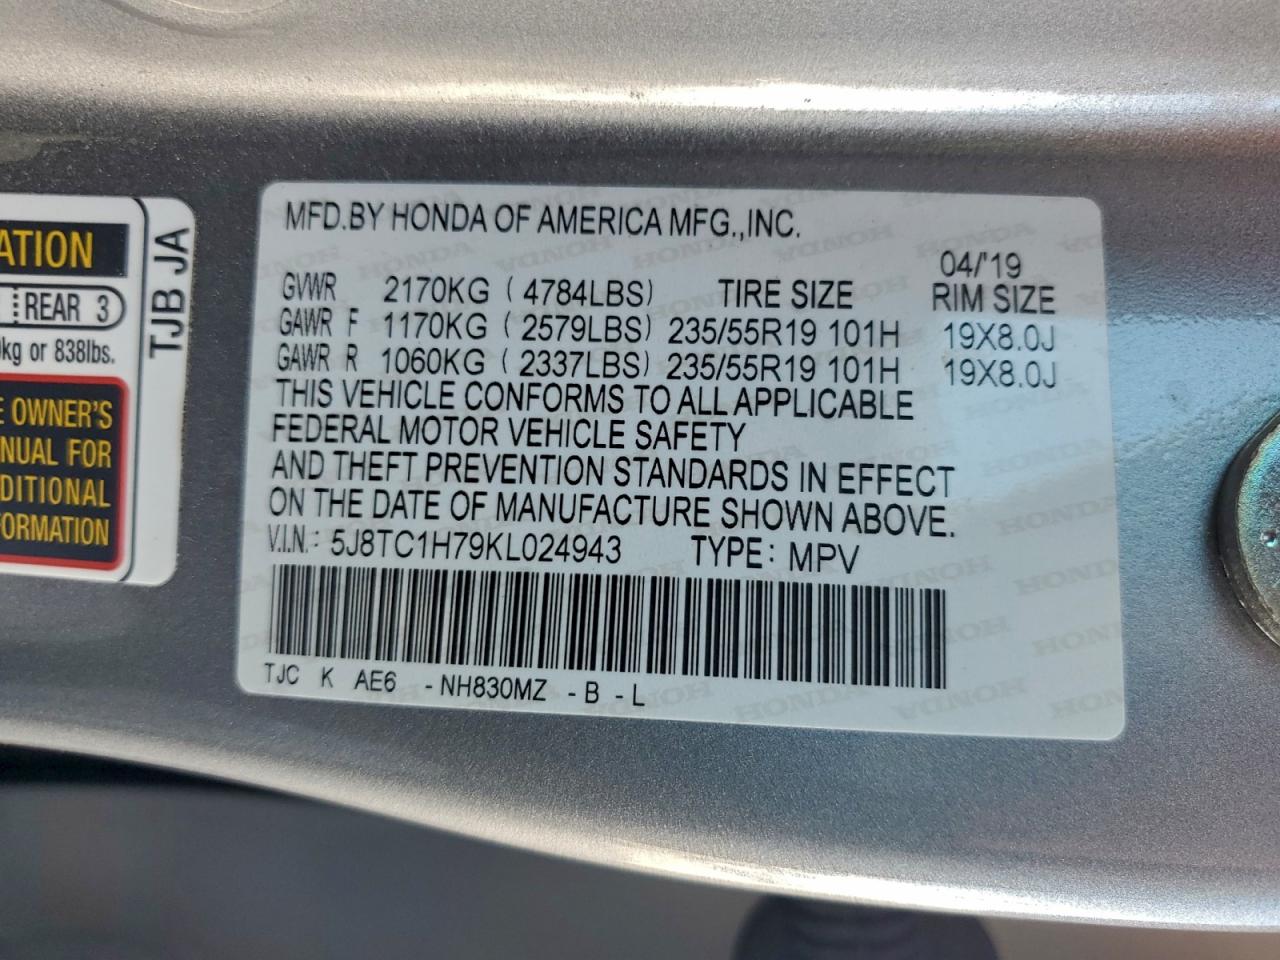 ATION
REAR 3
kg or 838lbs.
E OWNER'S
NUAL FOR
DITIONAL
FORMATION
TJB JA
MFD.BY HONDA OF AMERICA MFG.,INC.
04/'19
GVWR 2170KG ( 4784LBS) TIRE SIZE RIM SIZE
GAWR F 1170KG ( 2579LBS) 235/55R19 101H 19X8.0J
GAWR R 1060KG ( 2337LBS) 235/55R19 101H 19X8.0J
THIS VEHICLE CONFORMS TO ALL APPLICABLE
FEDERAL MOTOR VEHICLE SAFETY
AND THEFT PREVENTION STANDARDS IN EFFECT
ON THE DATE OF MANUFACTURE SHOWN ABOVE.
V.I.N.: 5J8TC1H79KL024943 TYPE: MPV
TJC K AE6 -NH830MZ -B -L